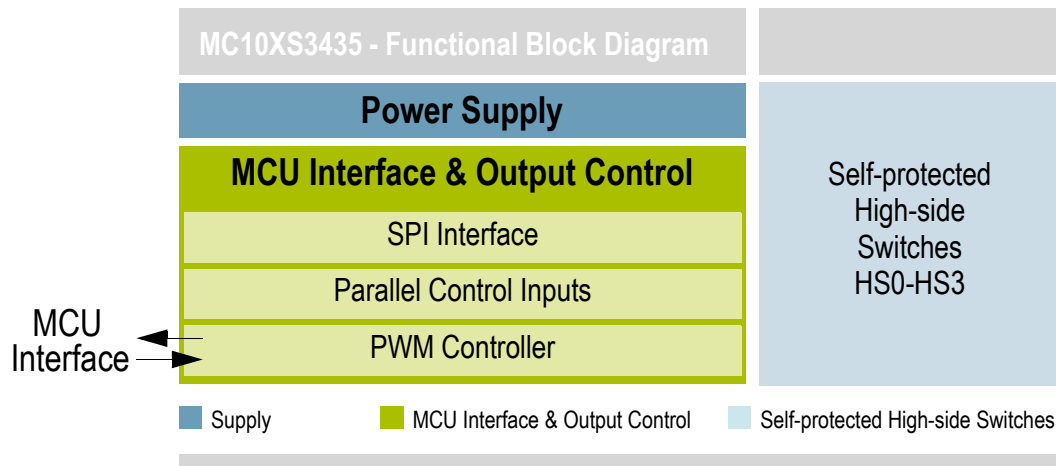 MC10XS3435 - Functional Block Diagram
Power Supply
MCU Interface & Output Control
SPI Interface
Parallel Control Inputs
PWM Controller
MCU
Interface
Self-protected
High-side
Switches
HS0-HS3
Supply
MCU Interface & Output Control
Self-protected High-side Switches